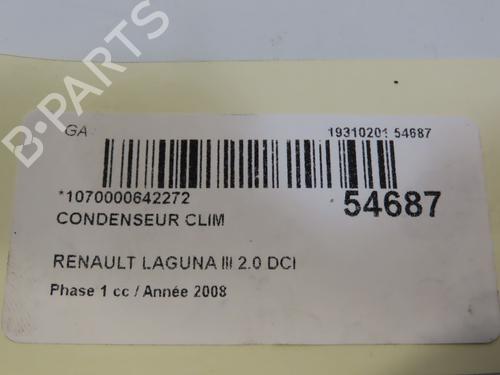 GA
19310201 54687
*1070000642272
54687
CONDENSEUR CLIM
RENAULT LAGUNA III 2.0 DCI
Phase 1 cc / Année 2008
B-PARTS